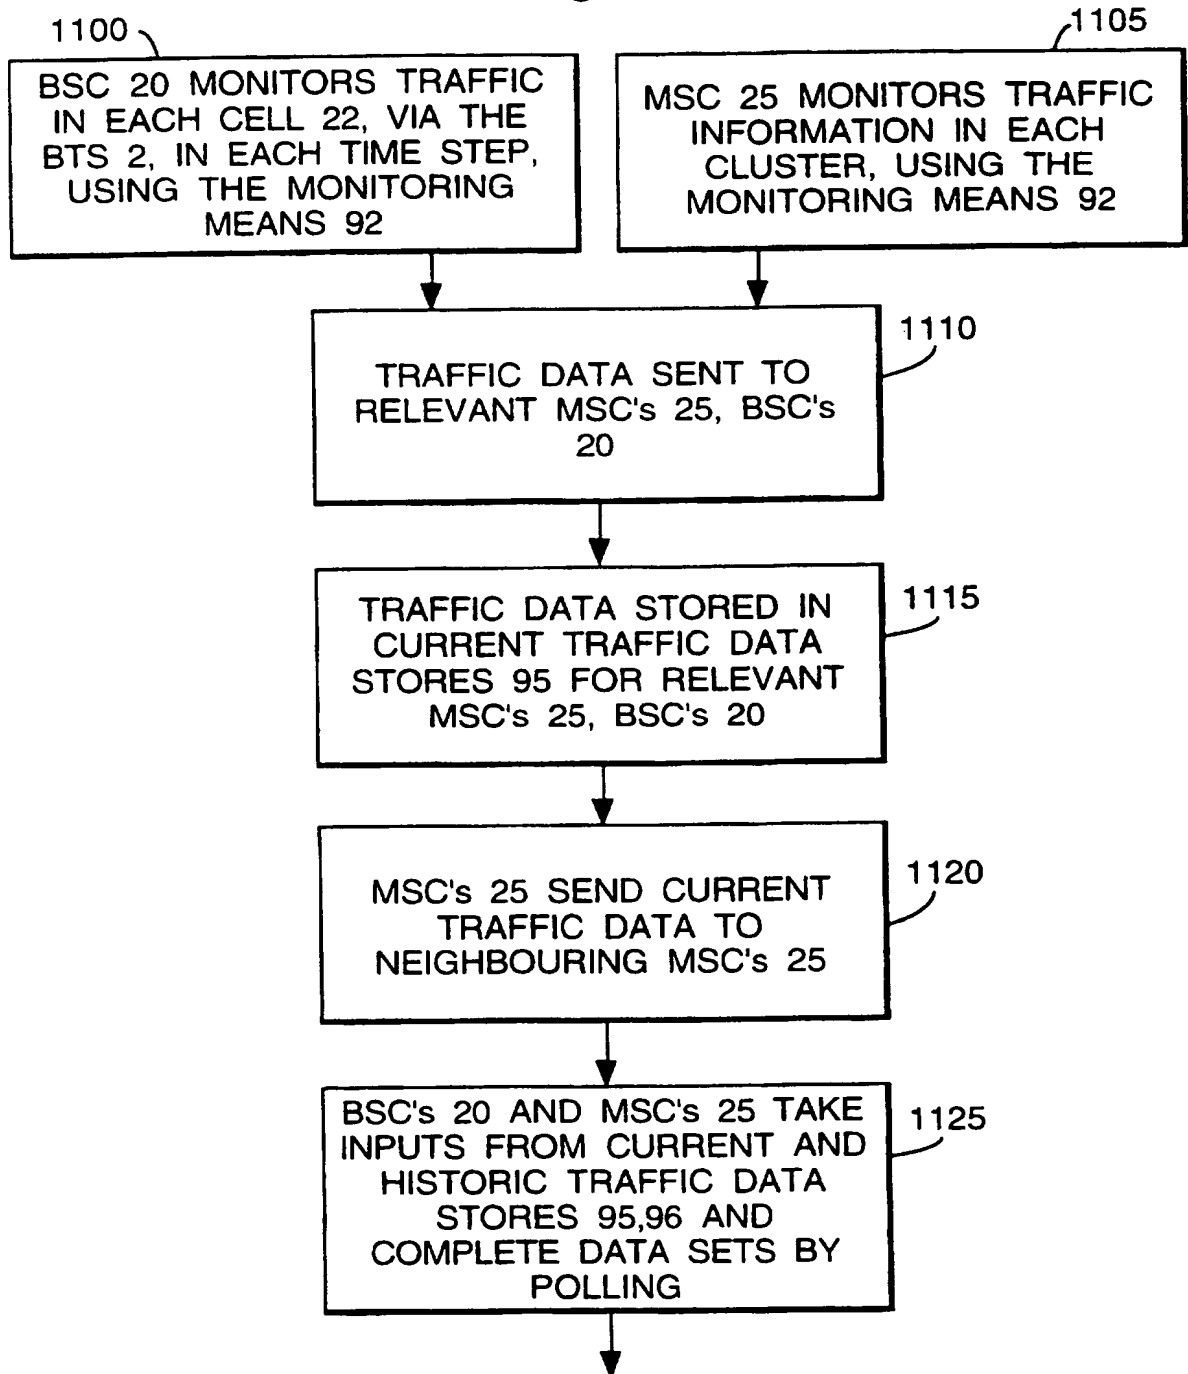 1100
BSC 20 MONITORS TRAFFIC
IN EACH CELL 22, VIA THE
BTS 2, IN EACH TIME STEP,
USING THE MONITORING
MEANS 92
1105
MSC 25 MONITORS TRAFFIC
INFORMATION IN EACH
CLUSTER, USING THE
MONITORING MEANS 92
1110
TRAFFIC DATA SENT TO
RELEVANT MSC's 25, BSC's
20
1115
TRAFFIC DATA STORED IN
CURRENT TRAFFIC DATA
STORES 95 FOR RELEVANT
MSC's 25, BSC's 20
1120
MSC's 25 SEND CURRENT
TRAFFIC DATA TO
NEIGHBOURING MSC's 25
1125
BSC's 20 AND MSC's 25 TAKE
INPUTS FROM CURRENT AND
HISTORIC TRAFFIC DATA
STORES 95,96 AND
COMPLETE DATA SETS BY
POLLING